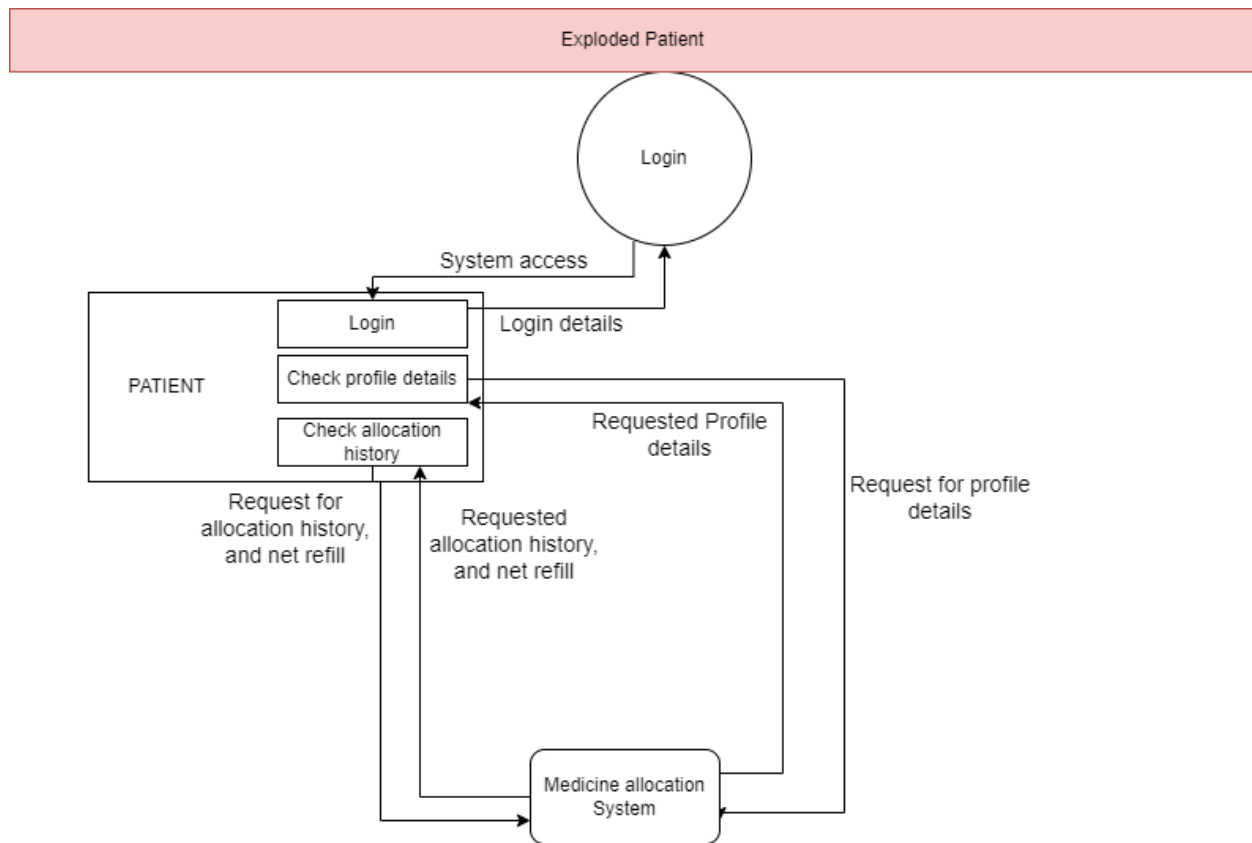 Exploded Patient
Login
System access
Login
Login details
Check profile details
PATIENT
Requested Profile
details
Check allocation
history
Request for profile
details
Request for
allocation history,
and net refill
Requested
allocation history,
and net refill
Medicine allocation
System